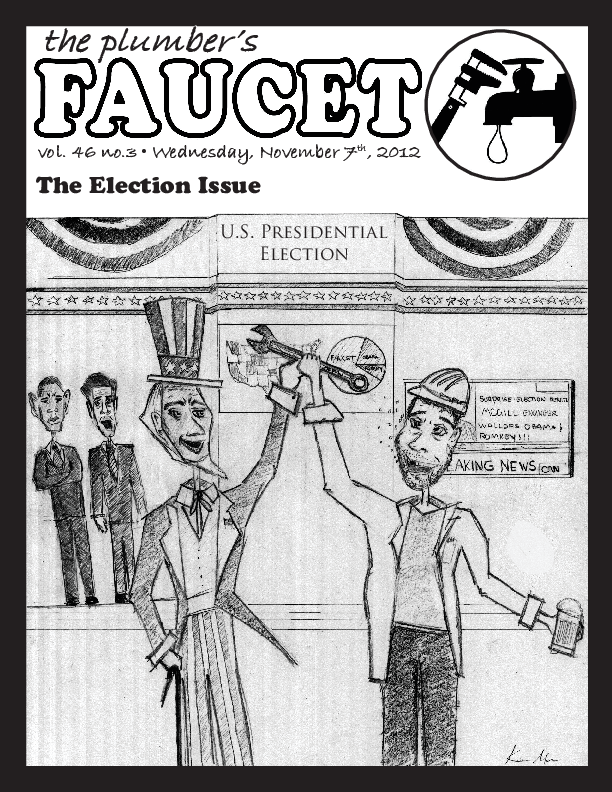 the plumber's
FAUCET
vol. 46 no.3 • Wednesday, November 7th, 2012
The Election Issue
U.S. PRESIDENTIAL
ELECTION
FAUCET
SURPRISE ELECTION
MCGILL ENGINEER
WALLOPS OBAMA &
ROMNEY!!!
AKING NEWS